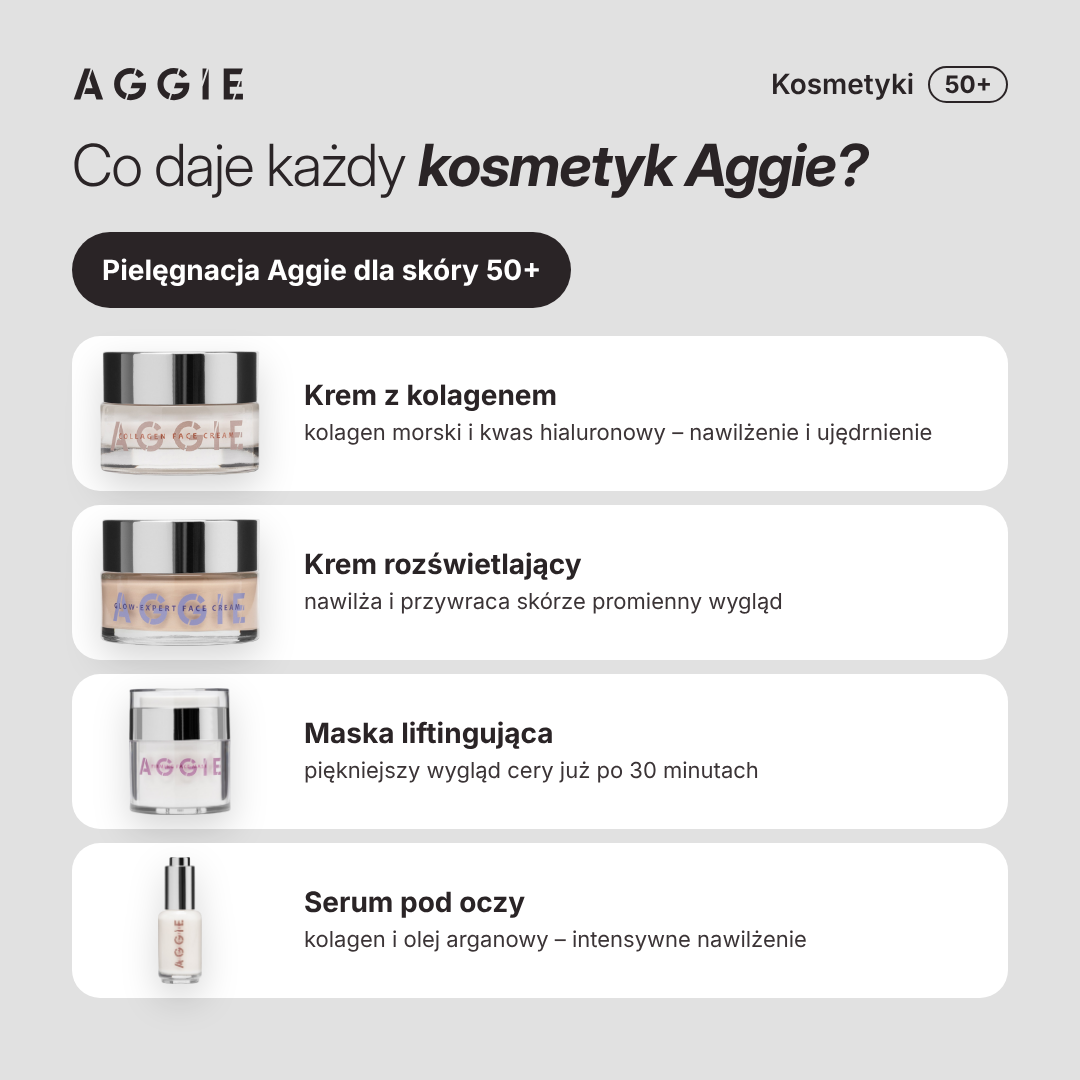 AGGIE
Kosmetyki 50+
Co daje każdy kosmetyk Aggie?
Pielęgnacja Aggie dla skóry 50+
AGGIE
COLLAGEN FACE CREAM
Krem z kolagenem
kolagen morski i kwas hialuronowy – nawilżenie i ujędrnienie
AGGIE
GLOW-EXPERT FACE CREAM
Krem rozświetlający
nawilża i przywraca skórze promienny wygląd
AGGIE
Maska liftingująca
piękniejszy wygląd cery już po 30 minutach
AGGIE
Serum pod oczy
kolagen i olej arganowy – intensywne nawilżenie